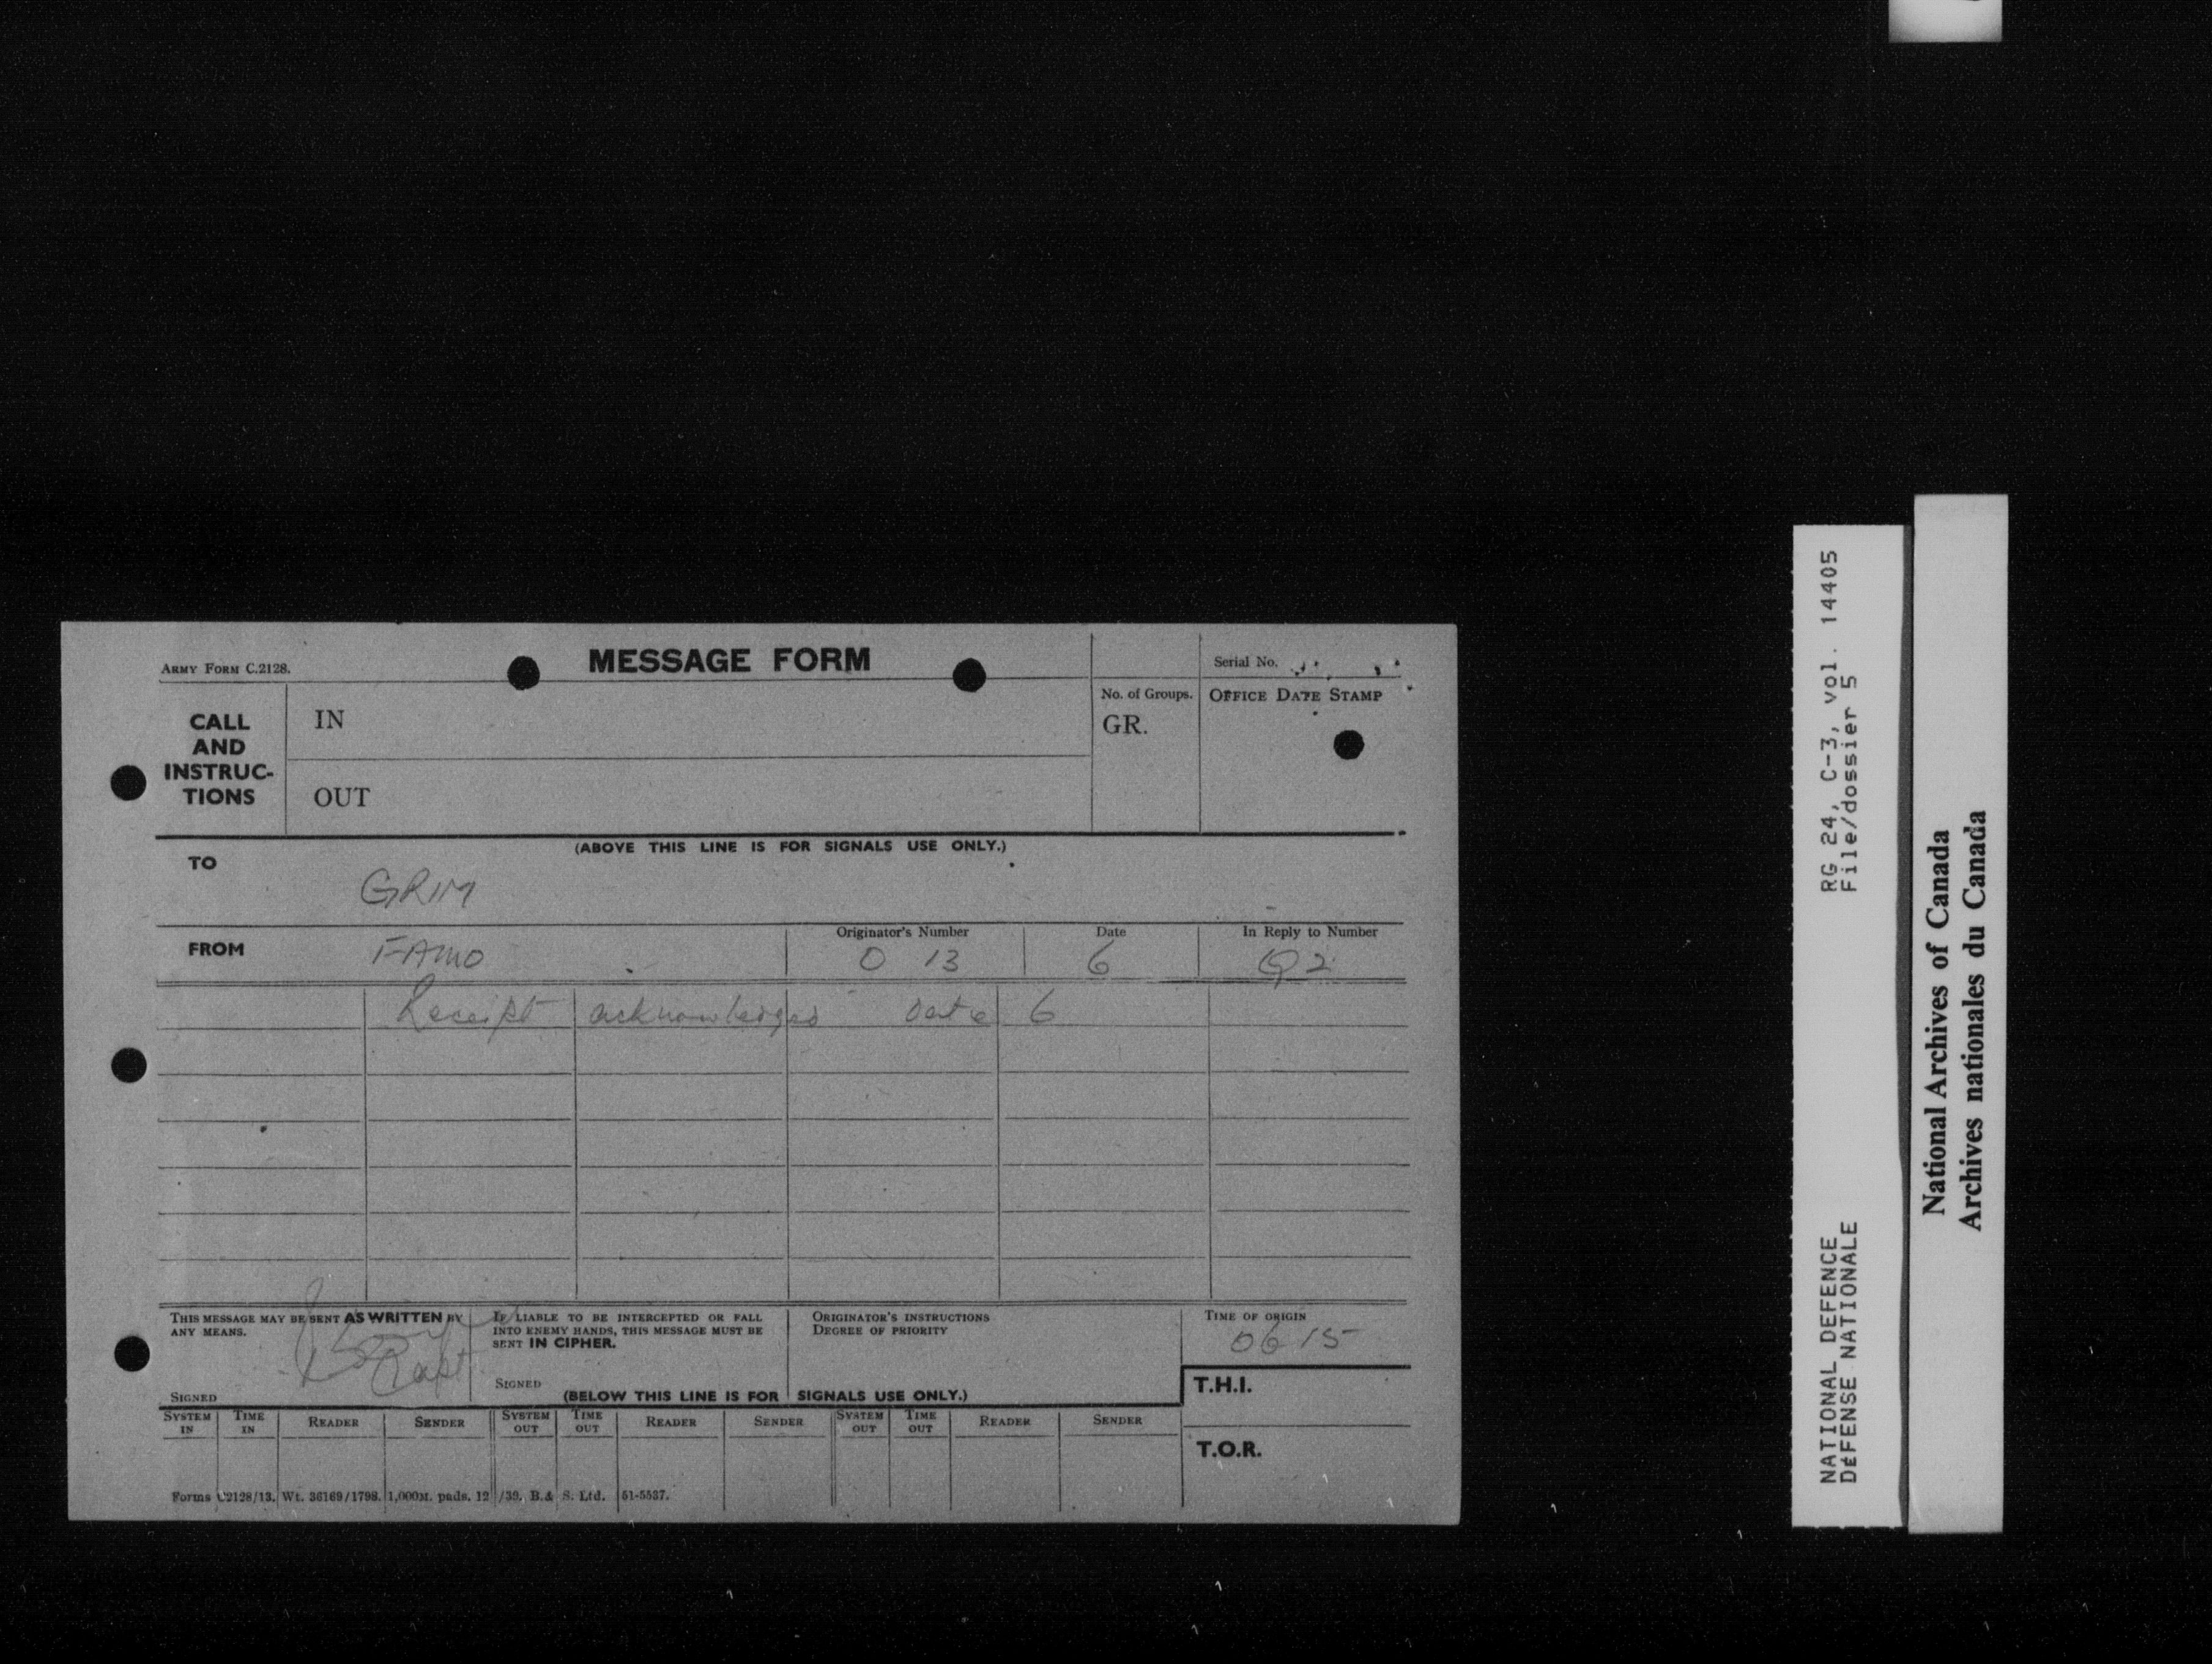 ARMY FORM C.2128.
MESSAGE FORM
Serial No.
CALL AND INSTRUC-TIONS
IN
OUT
No. of Groups.
GR.
OFFICE DATE STAMP
(ABOVE THIS LINE IS FOR SIGNALS USE ONLY.)
TO
GRIM
FROM
FAMO
Originator's Number
O 13
Date
6
In Reply to Number
Q2
Receipt acknowledged Date 6
THIS MESSAGE MAY BE SENT AS WRITTEN BY
ANY MEANS.
SIGNED
Capt
IF LIABLE TO BE INTERCEPTED OR FALL
INTO ENEMY HANDS, THIS MESSAGE MUST BE
SENT IN CIPHER.
SIGNED
ORIGINATOR'S INSTRUCTIONS
DEGREE OF PRIORITY
TIME OF ORIGIN
0615
(BELOW THIS LINE IS FOR SIGNALS USE ONLY.)
T.H.I.
T.O.R.
SYSTEM IN
TIME IN
READER
SENDER
SYSTEM OUT
TIME OUT
READER
SENDER
SYSTEM OUT
TIME OUT
READER
SENDER
Forms C2128/13. Wt. 36169/1798. 1,000M. pads. 12/39. B.& S. Ltd. 51-5537.
RG 24, C-3, vol. 14405
File/dossier 5
NATIONAL DEFENCE
DÉFENSE NATIONALE
National Archives of Canada
Archives nationales du Canada